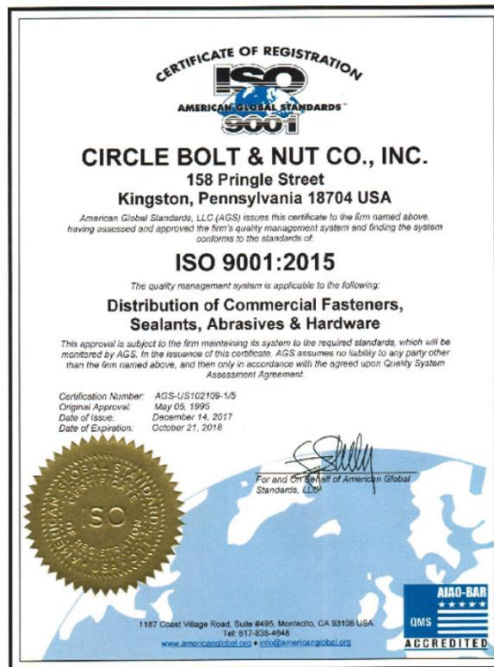 CERTIFICATE OF REGISTRATION
ISO
AMERICAN GLOBAL STANDARDS™
9001
CIRCLE BOLT & NUT CO., INC.
158 Pringle Street
Kingston, Pennsylvania 18704 USA
American Global Standards, LLC (AGS) issues this certificate to the firm named above,
having assessed and approved the firm's quality management system and finding the system
conforms to the standards of:
ISO 9001:2015
The quality management system is applicable to the following:
Distribution of Commercial Fasteners,
Sealants, Abrasives & Hardware
This approval is subject to the firm maintaining its system to the required standards, which will be
monitored by AGS. In the issuance of this certificate, AGS assumes no liability to any party other
than the firm named above, and then only in accordance with the agreed upon Quality System
Assessment Agreement.
Certification Number: AGS-US102109-1/5
Original Approval: May 05, 1995
Date of Issue: December 14, 2017
Date of Expiration: October 21, 2018
For and On Behalf of American Global
Standards, LLC
AMERICAN GLOBAL STANDARDS
CERTIFICATE
ISO
OF REGISTRATION
USA
AIAO-BAR
QMS
ACCREDITED
1187 Coast Village Road, Suite #495, Montecito, CA 93108 USA
Tel: 617-838-4648
www.americanglobal.org • info@americanglobal.org